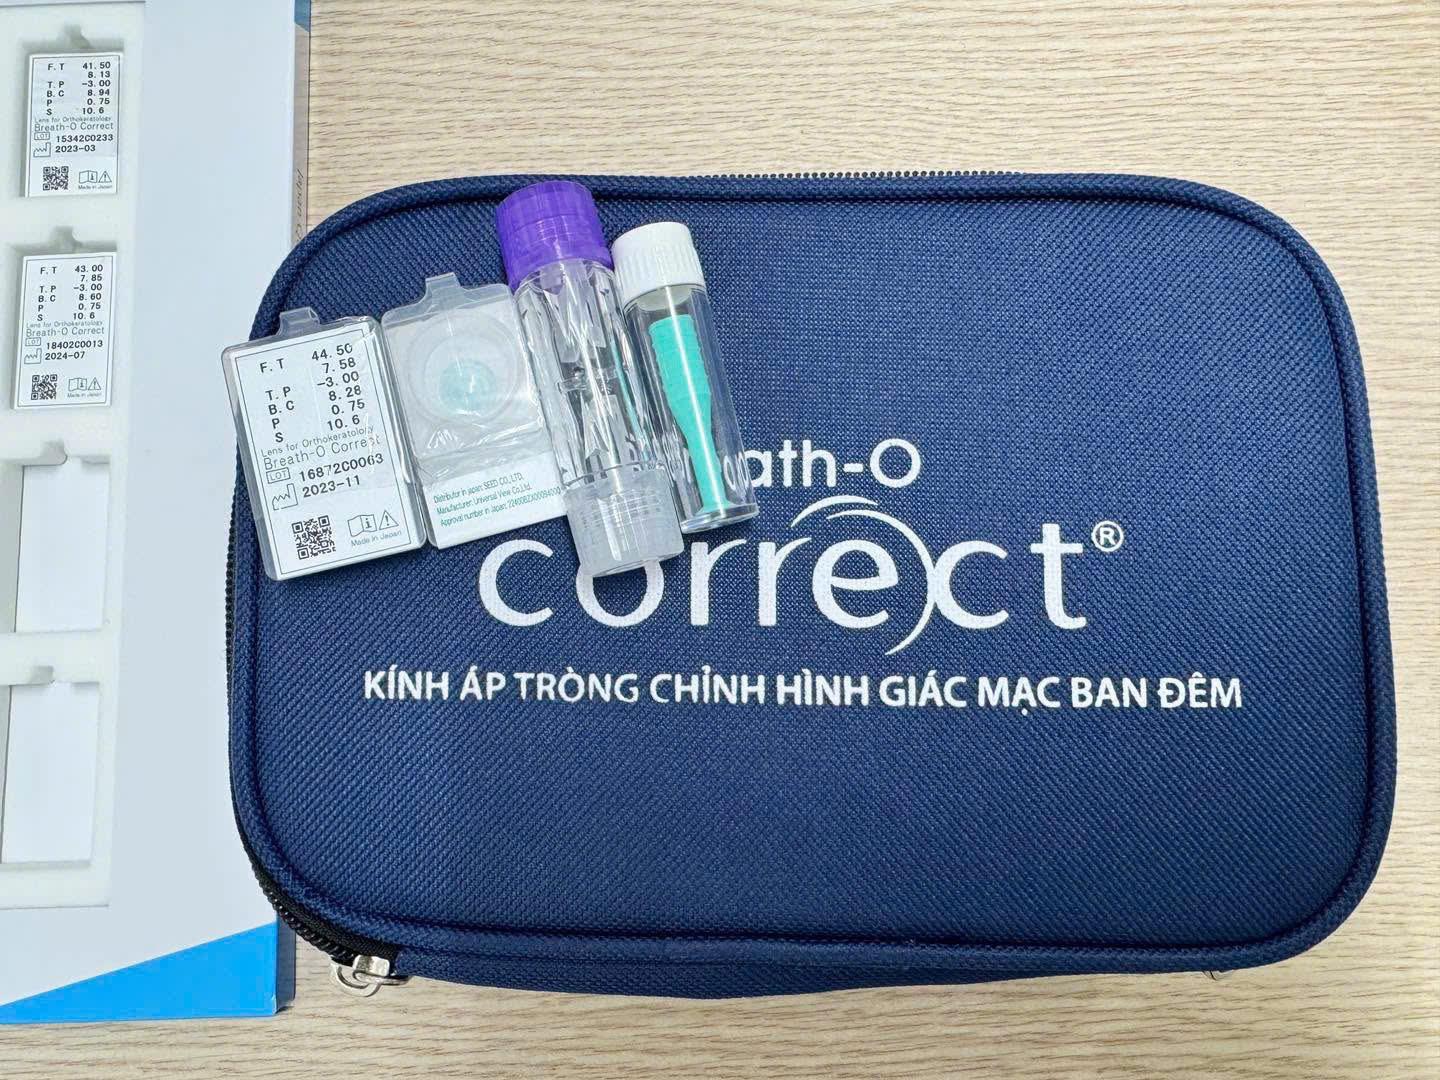 F.T 41.50
8.13
T.P -3.00
B.C 8.94
P 0.75
S 10.6
Lens for Orthokeratology
Breath-O Correct
LOT 15342C0233
2023-03
Made in Japan
F.T 43.00
7.85
T.P -3.00
B.C 8.60
P 0.75
S 10.6
Lens for Orthokeratology
Breath-O Correct
LOT 18402C0013
2024-07
Made in Japan
F.T 44.50
7.58
T.P -3.00
B.C 8.28
P 0.75
S 10.6
Lens for Orthokeratology
Breath-O Correct
LOT 16872C0063
2023-11
Made in Japan
Distributor in japan: SEED CO.,LTD.
Manufacturer: Universal View Co.,Ltd.
Approval number in Japan:
ath-O
correct®
KÍNH ÁP TRÒNG CHỈNH HÌNH GIÁC MẠC BAN ĐÊM